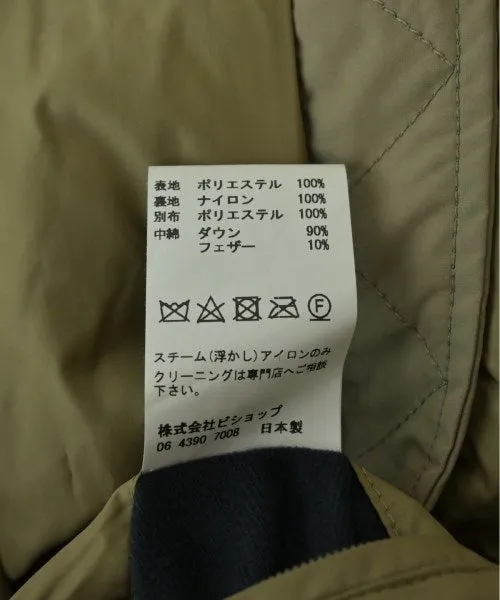 表地 ポリエステル 100%
裏地 ナイロン 100%
別布 ポリエステル 100%
中綿 ダウン 90%
フェザー 10%
F
スチーム(浮かし)アイロンのみ
クリーニングは専門店へご相談
下さい。
株式会社ビショップ
06 4390 7008 日本製